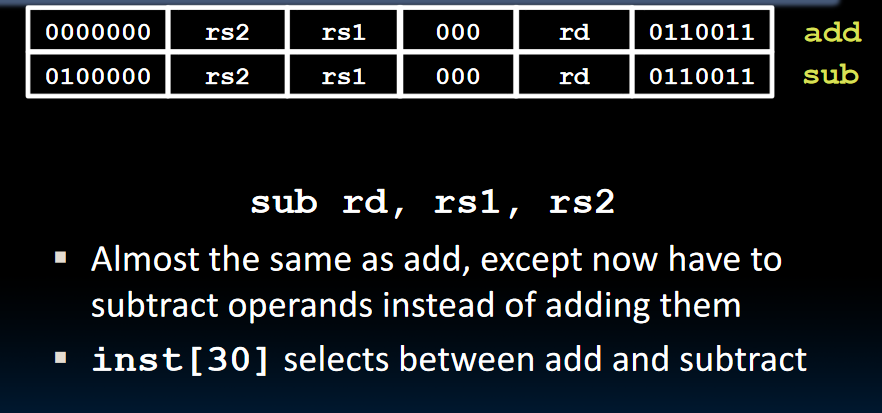 0000000 rs2 rs1 000 rd 0110011 add
0100000 rs2 rs1 000 rd 0110011 sub
sub rd, rs1, rs2
▪ Almost the same as add, except now have to
subtract operands instead of adding them
▪ inst[30] selects between add and subtract